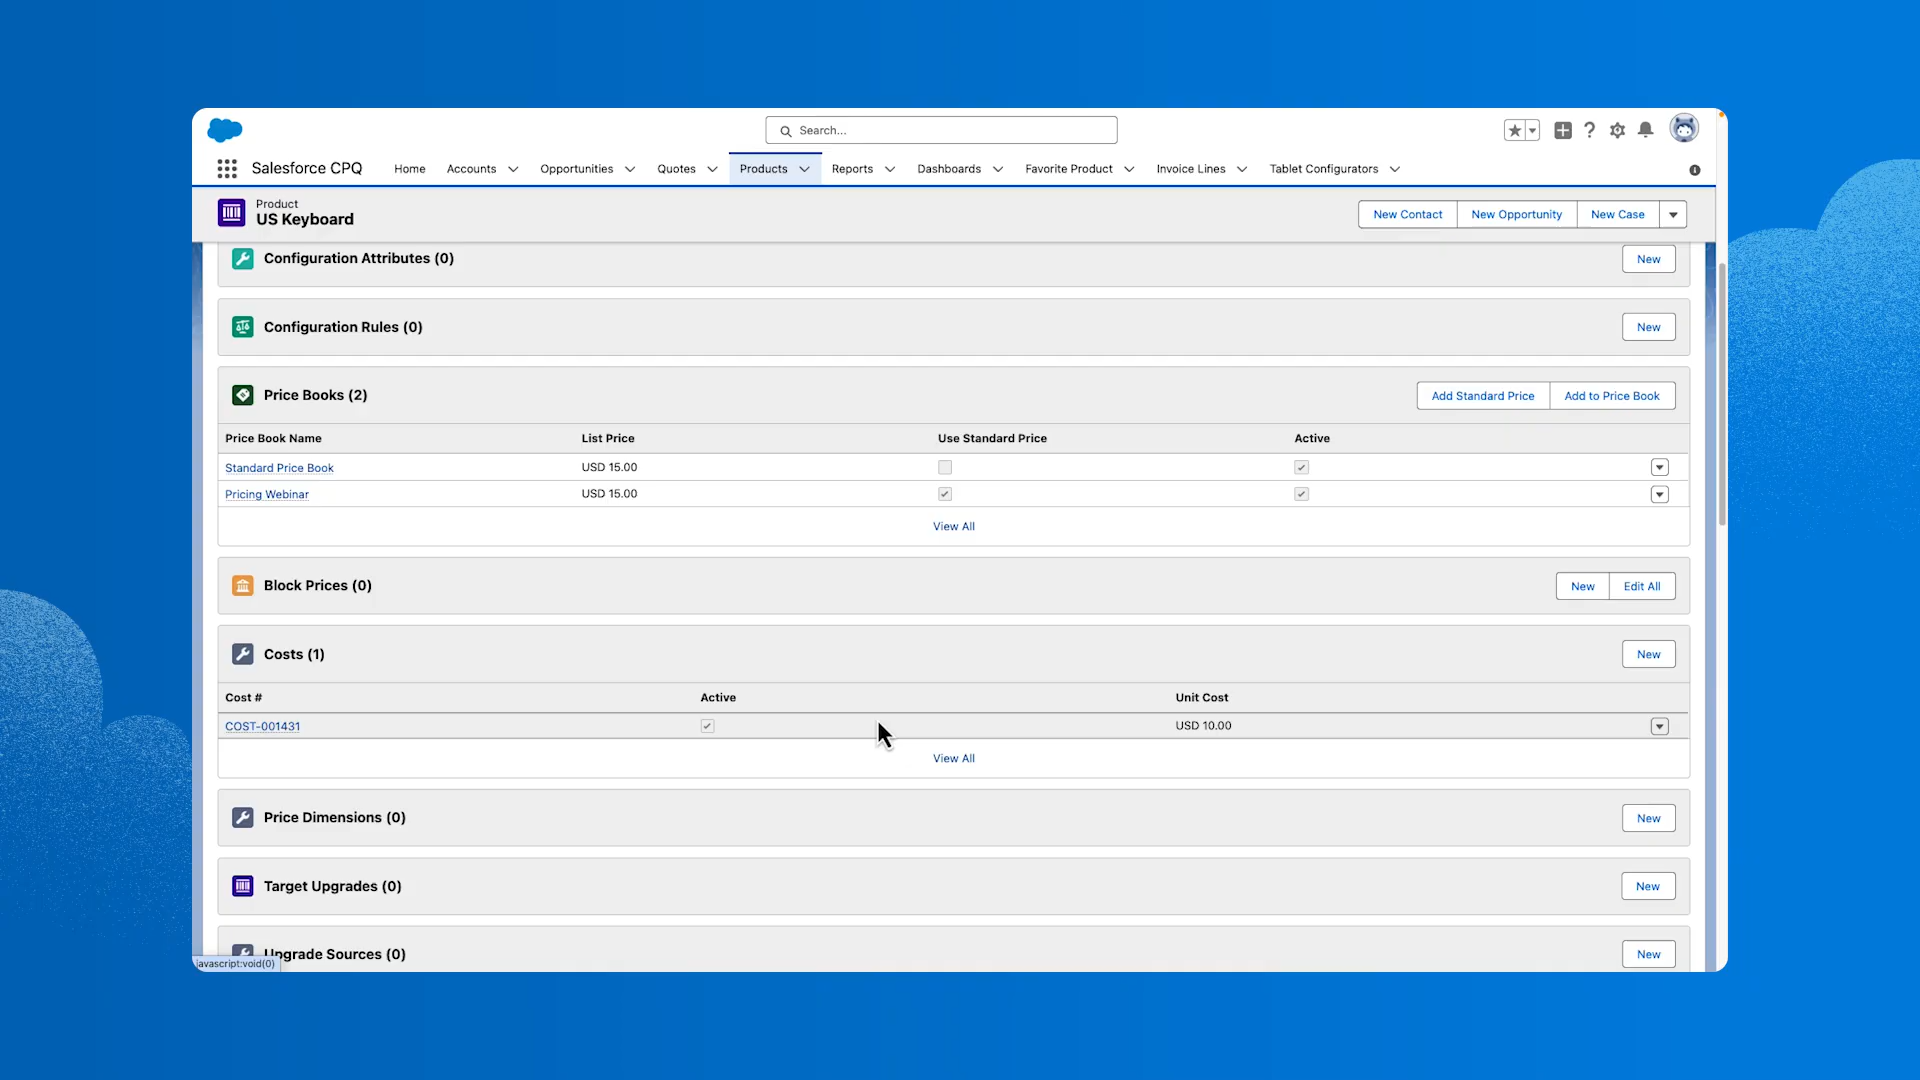 Search...
Salesforce CPQ
Home
Accounts
Opportunities
Quotes
Products
Reports
Dashboards
Favorite Product
Invoice Lines
Tablet Configurators
Product
US Keyboard
New Contact
New Opportunity
New Case
Configuration Attributes (0)
New
Configuration Rules (0)
New
Price Books (2)
Add Standard Price
Add to Price Book
Price Book Name
List Price
Use Standard Price
Active
Standard Price Book
USD 15.00
Pricing Webinar
USD 15.00
View All
Block Prices (0)
New
Edit All
Costs (1)
New
Cost #
Active
Unit Cost
COST-001431
USD 10.00
View All
Price Dimensions (0)
New
Target Upgrades (0)
New
Upgrade Sources (0)
New
javascript:void(0)